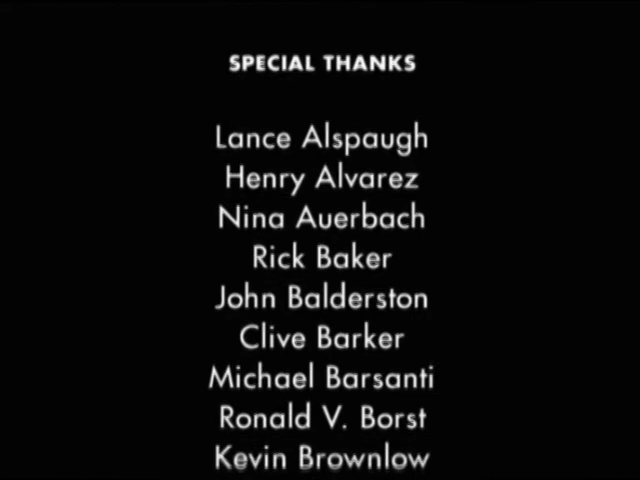 SPECIAL THANKS
Lance Alspaugh
Henry Alvarez
Nina Auerbach
Rick Baker
John Balderston
Clive Barker
Michael Barsanti
Ronald V. Borst
Kevin Brownlow